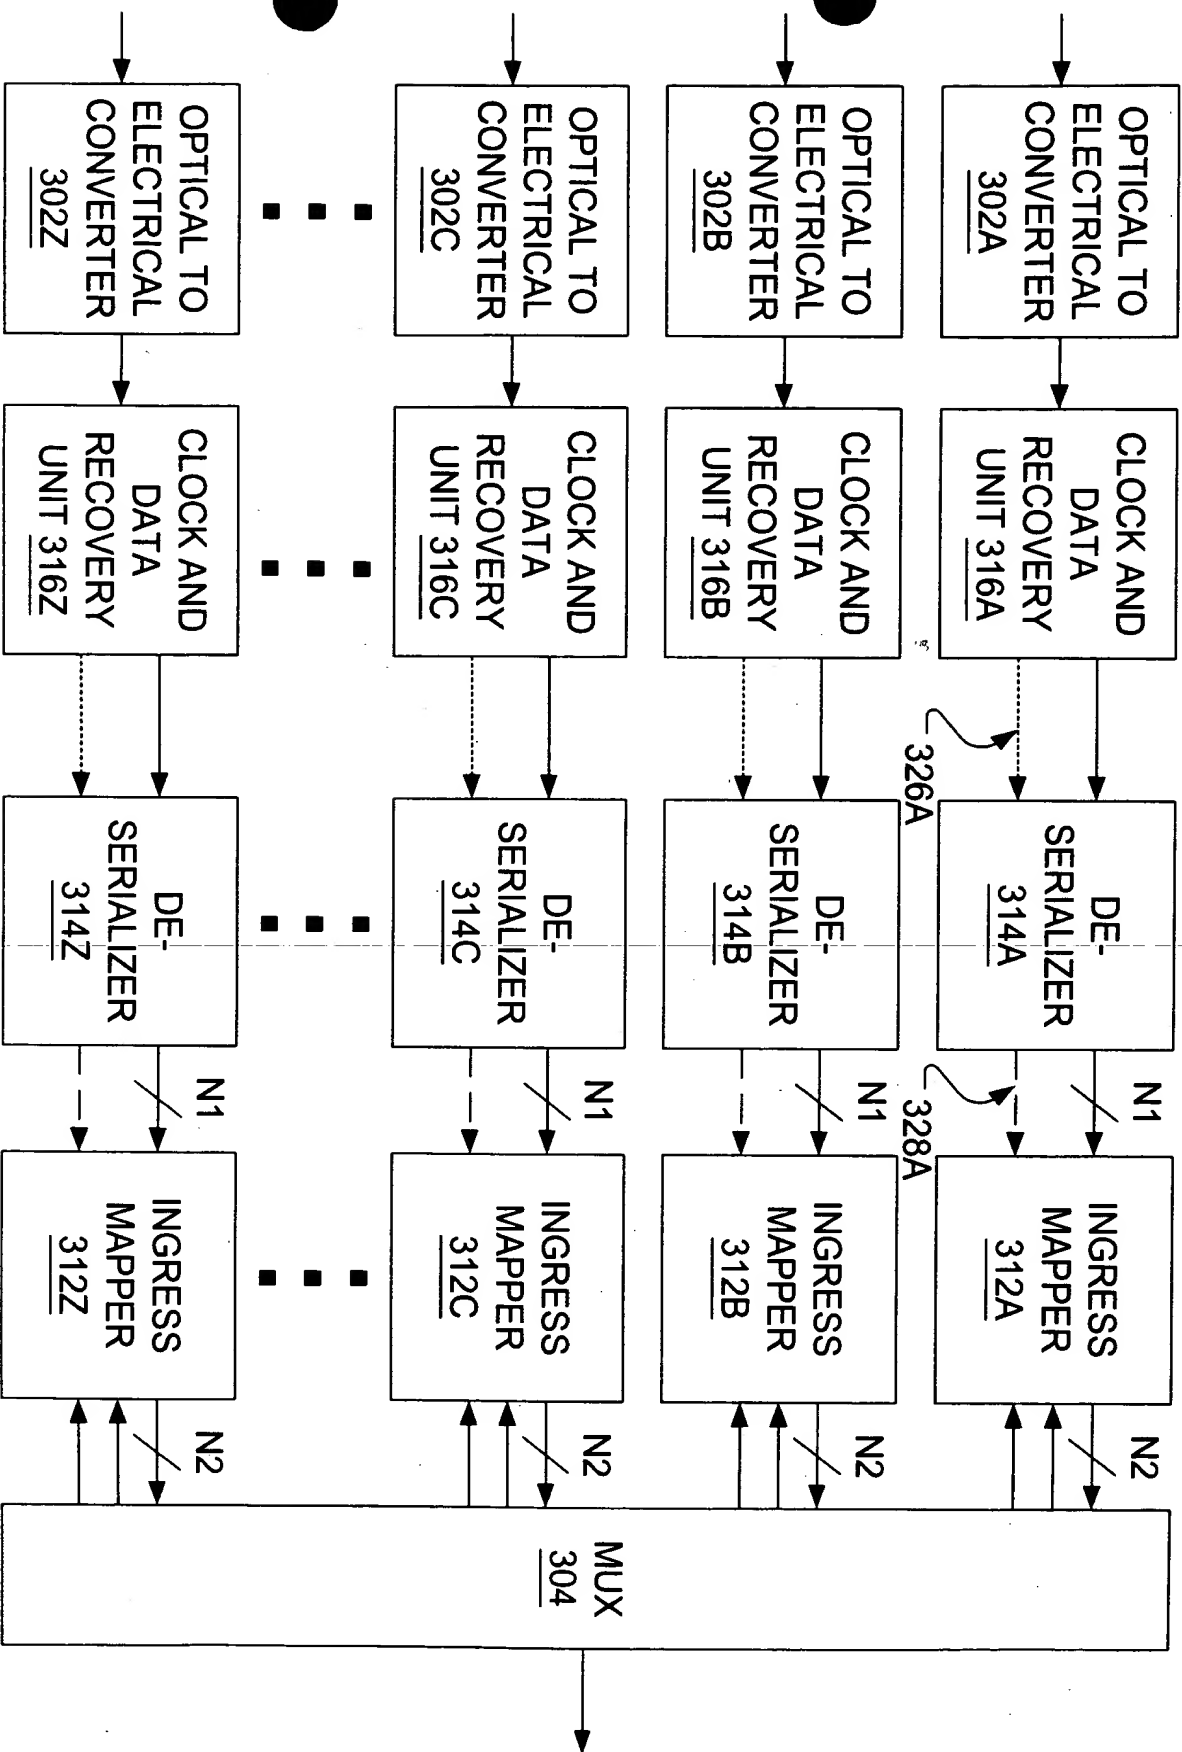 OPTICAL TO
ELECTRICAL
CONVERTER
302A
CLOCK AND
DATA
RECOVERY
UNIT 316A
326A
DE-
SERIALIZER
314A
N1
328A
INGRESS
MAPPER
312A
N2
OPTICAL TO
ELECTRICAL
CONVERTER
302B
CLOCK AND
DATA
RECOVERY
UNIT 316B
DE-
SERIALIZER
314B
N1
INGRESS
MAPPER
312B
N2
OPTICAL TO
ELECTRICAL
CONVERTER
302C
CLOCK AND
DATA
RECOVERY
UNIT 316C
DE-
SERIALIZER
314C
N1
INGRESS
MAPPER
312C
N2
OPTICAL TO
ELECTRICAL
CONVERTER
302Z
CLOCK AND
DATA
RECOVERY
UNIT 316Z
DE-
SERIALIZER
314Z
N1
INGRESS
MAPPER
312Z
N2
MUX
304